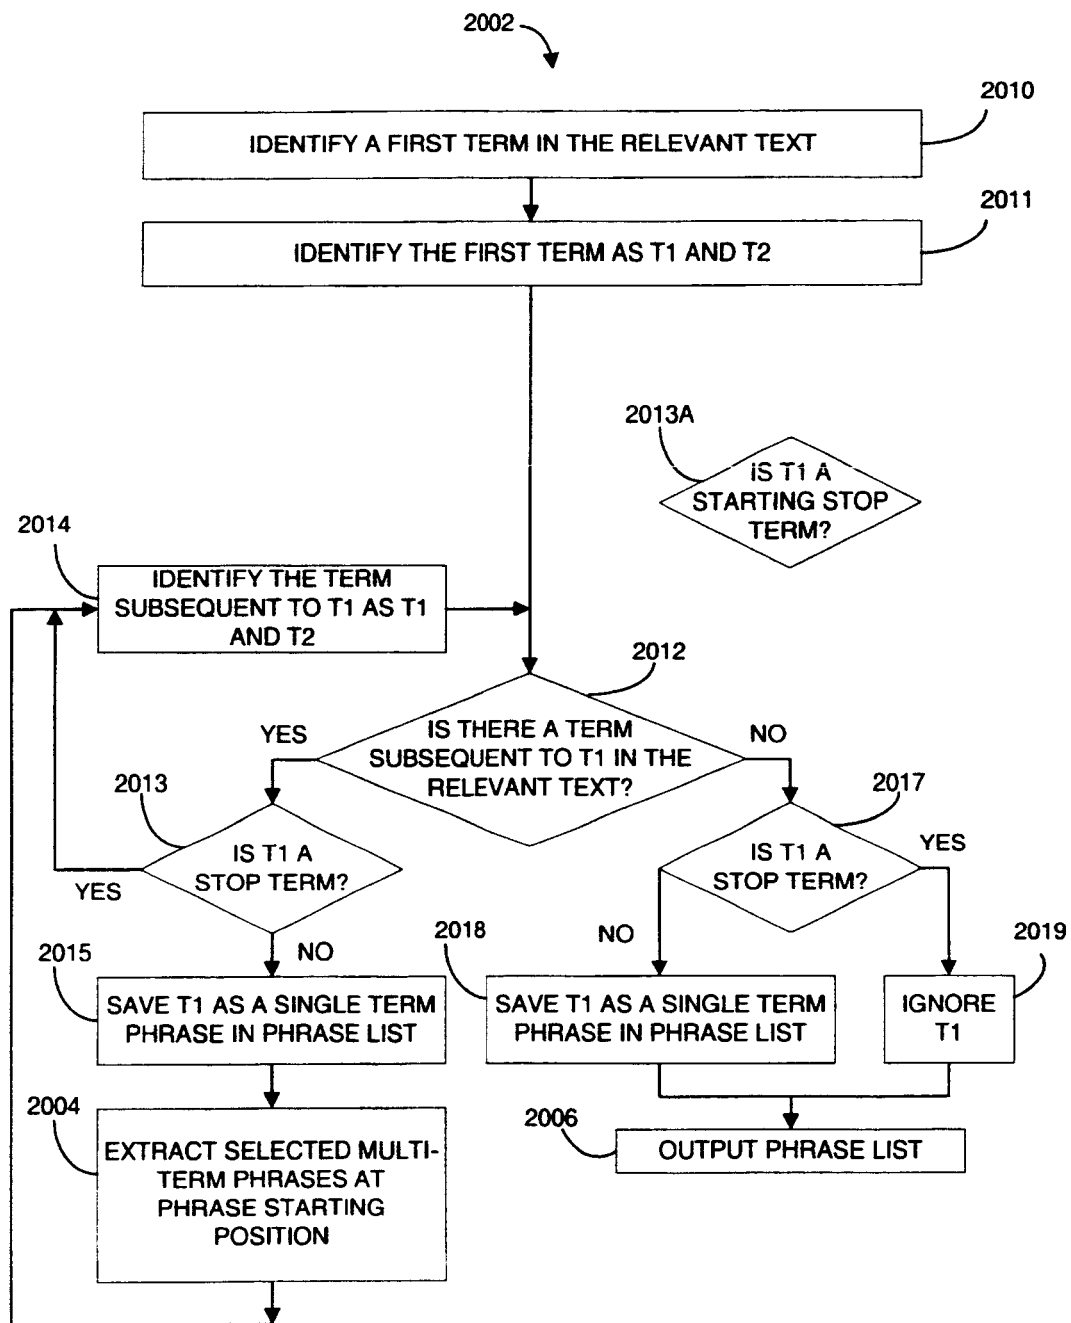 2002
2010
IDENTIFY A FIRST TERM IN THE RELEVANT TEXT
2011
IDENTIFY THE FIRST TERM AS T1 AND T2
2013A
IS T1 A
STARTING STOP
TERM?
2014
IDENTIFY THE TERM
SUBSEQUENT TO T1 AS T1
AND T2
2012
IS THERE A TERM
SUBSEQUENT TO T1 IN THE
RELEVANT TEXT?
YES
NO
2013
IS T1 A
STOP TERM?
YES
NO
2017
IS T1 A
STOP TERM?
YES
NO
2015
SAVE T1 AS A SINGLE TERM
PHRASE IN PHRASE LIST
2018
SAVE T1 AS A SINGLE TERM
PHRASE IN PHRASE LIST
2019
IGNORE
T1
2004
EXTRACT SELECTED MULTI-
TERM PHRASES AT
PHRASE STARTING
POSITION
2006
OUTPUT PHRASE LIST